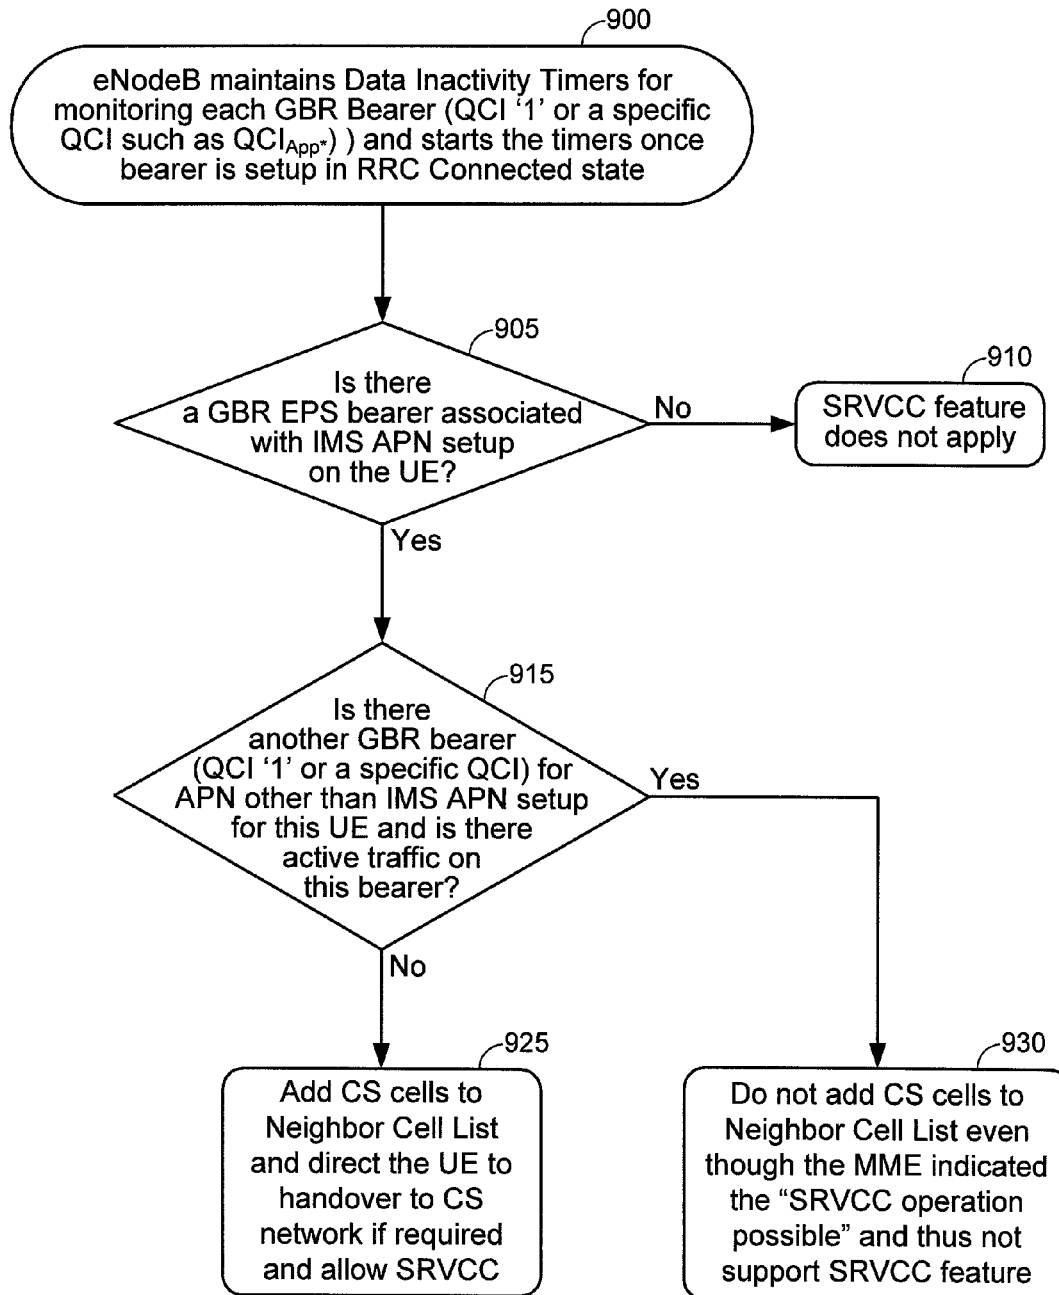 900
eNodeB maintains Data Inactivity Timers for
monitoring each GBR Bearer (QCI ‘1’ or a specific
QCI such as QCIApp*) ) and starts the timers once
bearer is setup in RRC Connected state
905
Is there
a GBR EPS bearer associated
with IMS APN setup
on the UE?
No
910
SRVCC feature
does not apply
Yes
915
Is there
another GBR bearer
(QCI ‘1’ or a specific QCI) for
APN other than IMS APN setup
for this UE and is there
active traffic on
this bearer?
Yes
No
925
Add CS cells to
Neighbor Cell List
and direct the UE to
handover to CS
network if required
and allow SRVCC
930
Do not add CS cells to
Neighbor Cell List even
though the MME indicated
the “SRVCC operation
possible” and thus not
support SRVCC feature